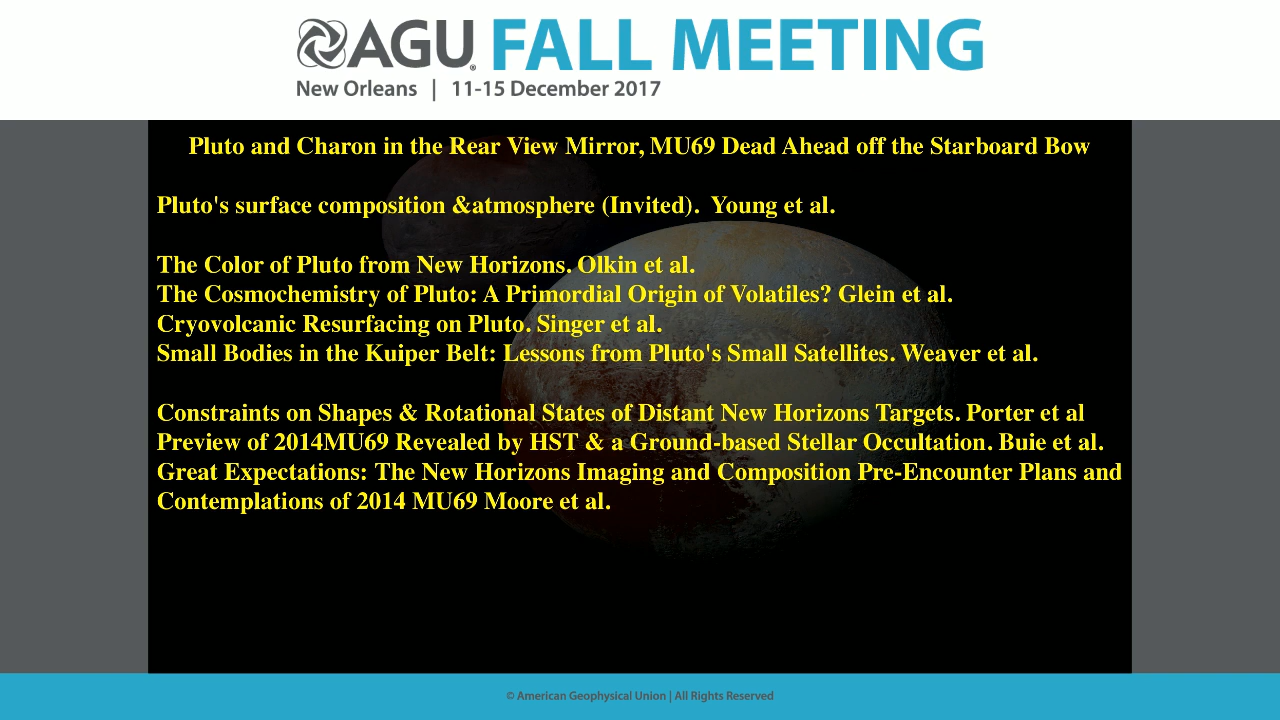 AGU FALL MEETING
New Orleans | 11-15 December 2017
Pluto and Charon in the Rear View Mirror, MU69 Dead Ahead off the Starboard Bow
Pluto's surface composition &atmosphere (Invited).  Young et al.
The Color of Pluto from New Horizons. Olkin et al.
The Cosmochemistry of Pluto: A Primordial Origin of Volatiles? Glein et al.
Cryovolcanic Resurfacing on Pluto. Singer et al.
Small Bodies in the Kuiper Belt: Lessons from Pluto's Small Satellites. Weaver et al.
Constraints on Shapes & Rotational States of Distant New Horizons Targets. Porter et al
Preview of 2014MU69 Revealed by HST & a Ground-based Stellar Occultation. Buie et al.
Great Expectations: The New Horizons Imaging and Composition Pre-Encounter Plans and
Contemplations of 2014 MU69 Moore et al.
© American Geophysical Union | All Rights Reserved